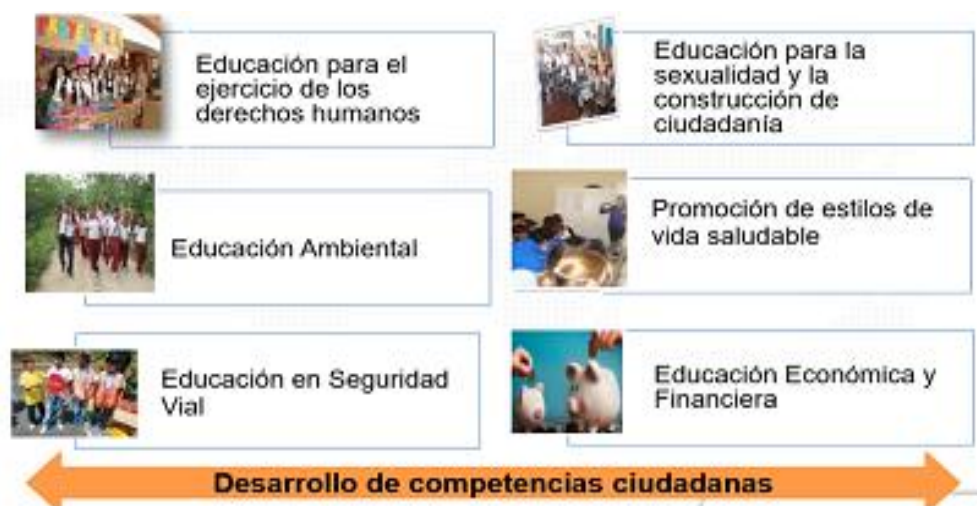 Educación para el
ejercicio de los
derechos humanos
Educación para la
sexualidad y la
construcción de
ciudadanía
Educación Ambiental
Promoción de estilos de
vida saludable
Educación en Seguridad
Vial
Educación Económica y
Financiera
Desarrollo de competencias ciudadanas